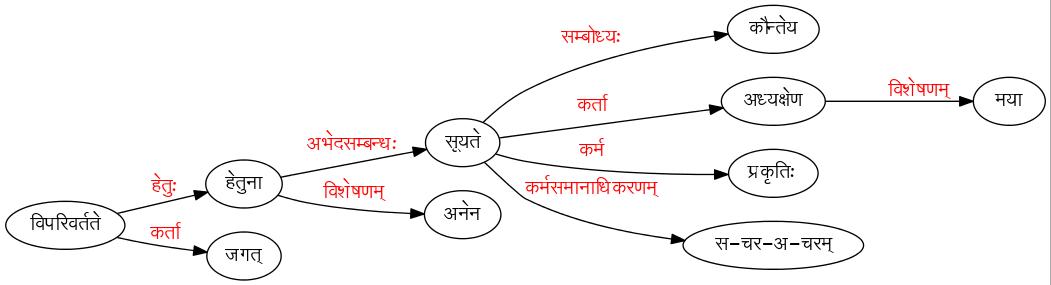 कौन्तेय
सम्बोध्यः
अध्यक्षेण
विशेषणम्
मया
कर्ता
अभेदसम्बन्धः
सूयते
कर्म
प्रकृतिः
हेतुः
हेतुना
विशेषणम्
कर्मसमानाधिकरणम्
अनेन
विपरिवर्तते
कर्ता
जगत्
स-चर-अ-चरम्